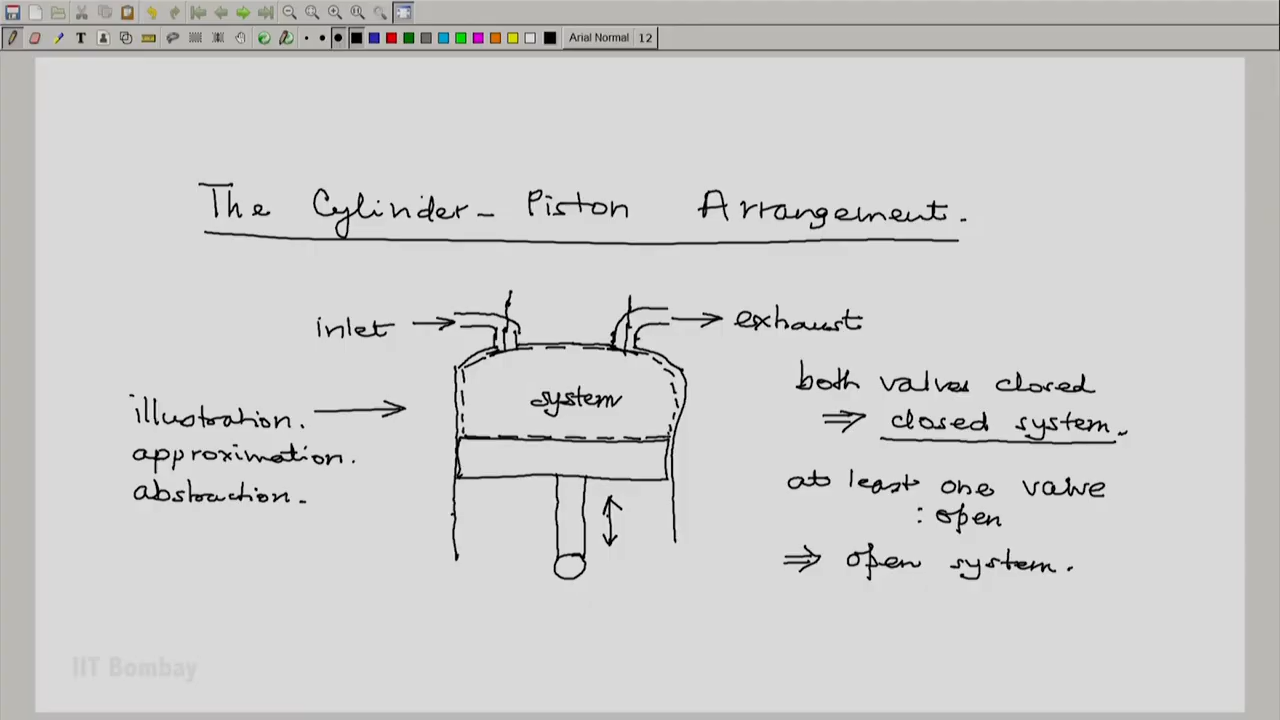 T
Arial Normal 12
The Cylinder - Piston Arrangement.
inlet
exhaust
system
illustration.
approximation.
abstraction.
both valves closed
⇒ closed system.
at least one valve
: open
⇒ open system.
IIT Bombay